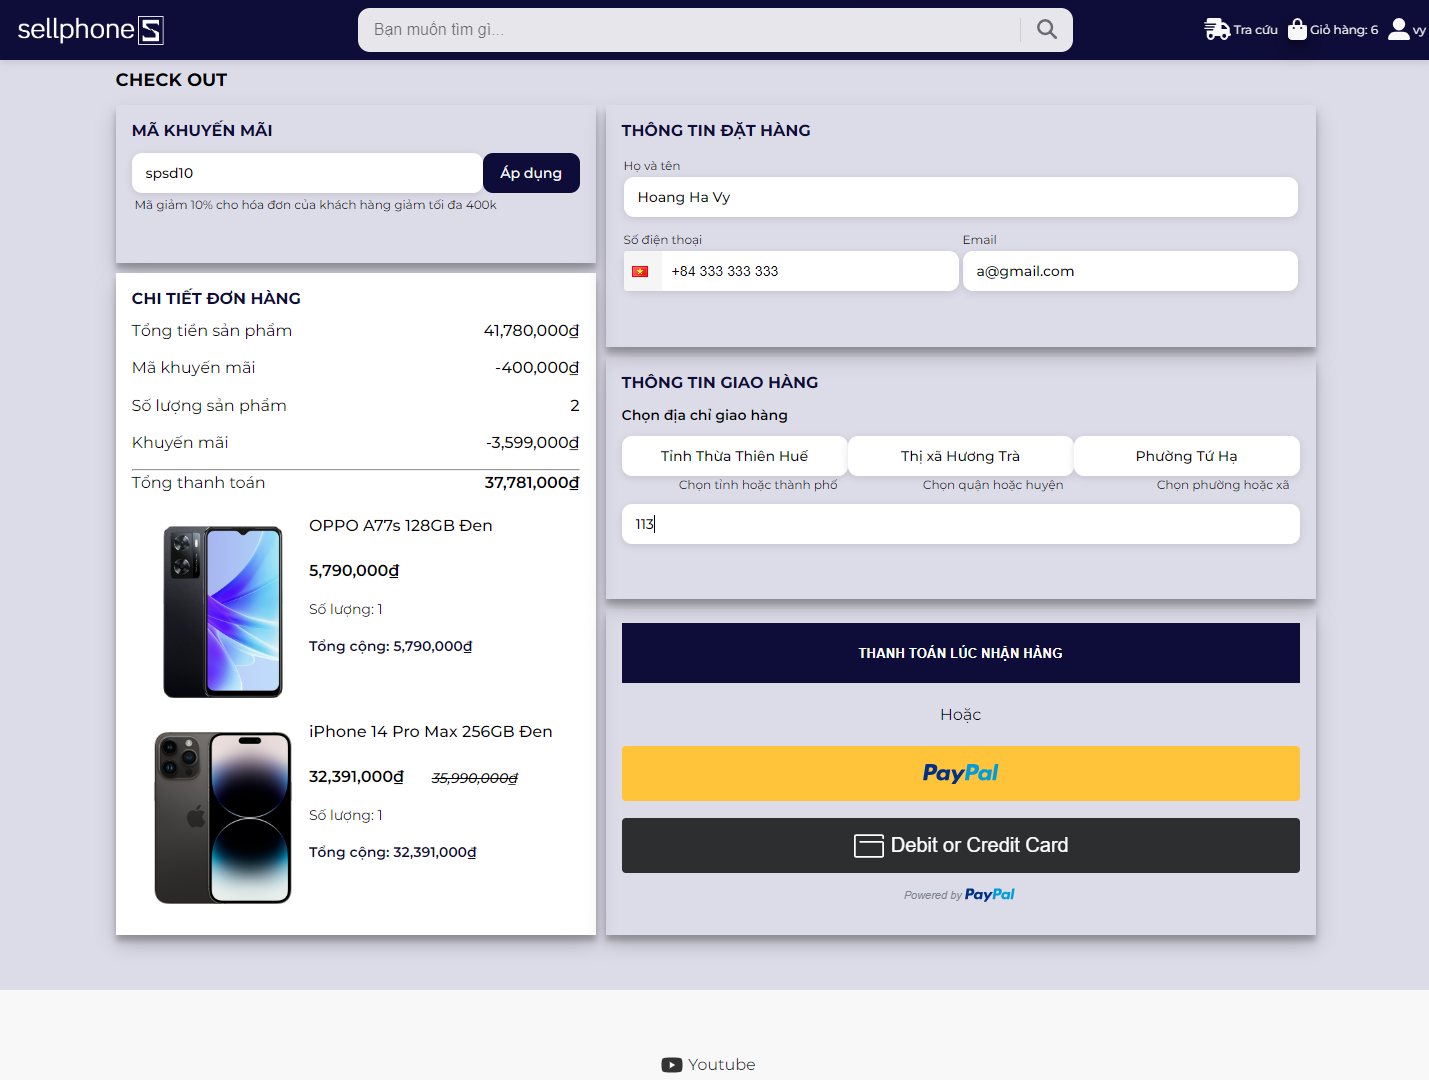 sellphoneS
Bạn muốn tìm gì...
Tra cứu
Giỏ hàng: 6
vy
CHECK OUT
MÃ KHUYẾN MÃI
spsd10
Áp dụng
Mã giảm 10% cho hóa đơn của khách hàng giảm tối đa 400k
CHI TIẾT ĐƠN HÀNG
Tổng tiền sản phẩm 41,780,000₫
Mã khuyến mãi -400,000₫
Số lượng sản phẩm 2
Khuyến mãi -3,599,000₫
Tổng thanh toán 37,781,000₫
OPPO A77s 128GB Đen
5,790,000₫
Số lượng: 1
Tổng cộng: 5,790,000₫
iPhone 14 Pro Max 256GB Đen
32,391,000₫ 35,990,000₫
Số lượng: 1
Tổng cộng: 32,391,000₫
THÔNG TIN ĐẶT HÀNG
Họ và tên
Hoang Ha Vy
Số điện thoại
+84 333 333 333
Email
a@gmail.com
THÔNG TIN GIAO HÀNG
Chọn địa chỉ giao hàng
Tỉnh Thừa Thiên Huế
Thị xã Hương Trà
Phường Tứ Hạ
Chọn tỉnh hoặc thành phố
Chọn quận hoặc huyện
Chọn phường hoặc xã
113
THANH TOÁN LÚC NHẬN HÀNG
Hoặc
PayPal
Debit or Credit Card
Powered by PayPal
Youtube